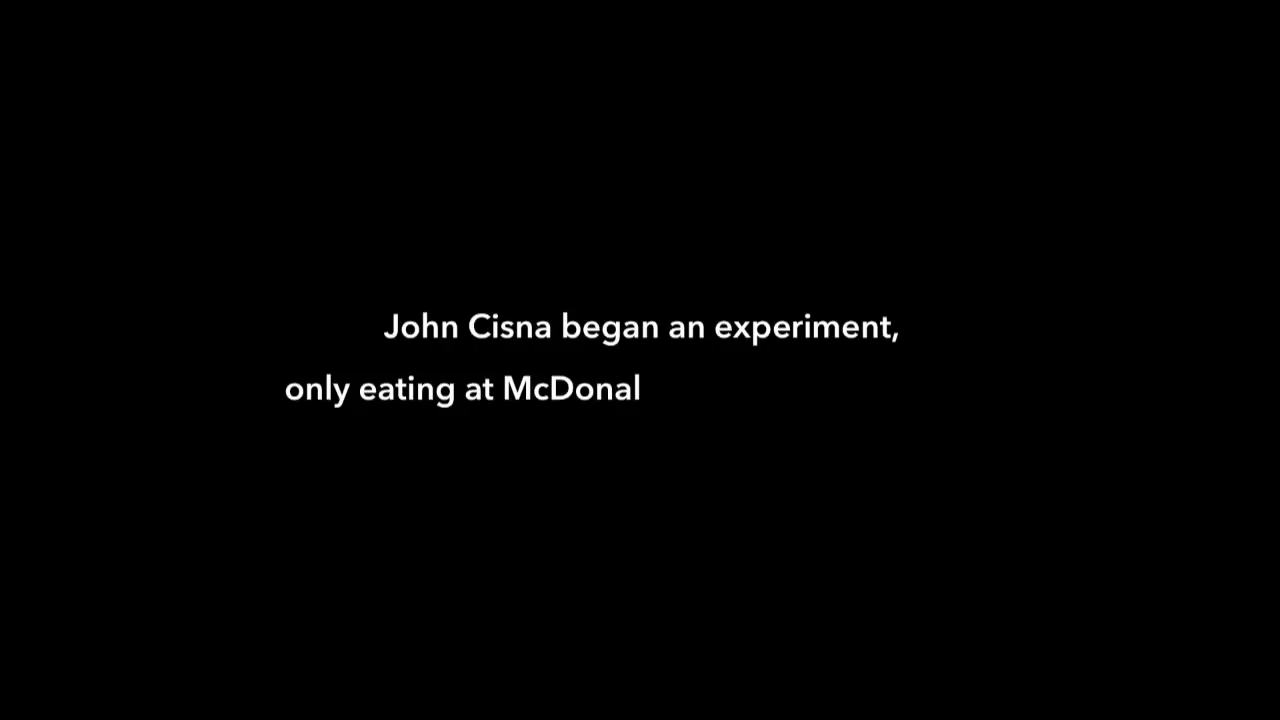 John Cisna began an experiment,
only eating at McDonal